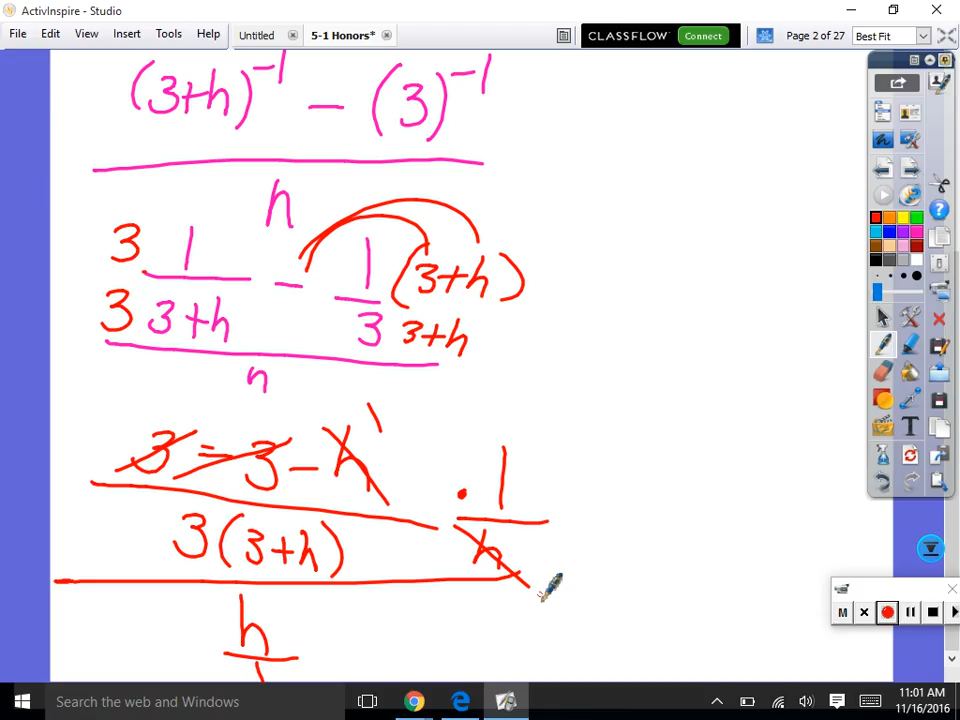 ActivInspire - Studio
File Edit View Insert Tools Help Untitled 5-1 Honors* CLASSFLOW Connect Page 2 of 27 Best Fit
(3+h)⁻¹ − (3)⁻¹
h
3 1 − 1 (3+h)
3 3+h 3 3+h
h
3 − 3 − h 1 · 1
3(3+h) h
h
1
M
Search the web and Windows
11:01 AM
11/16/2016